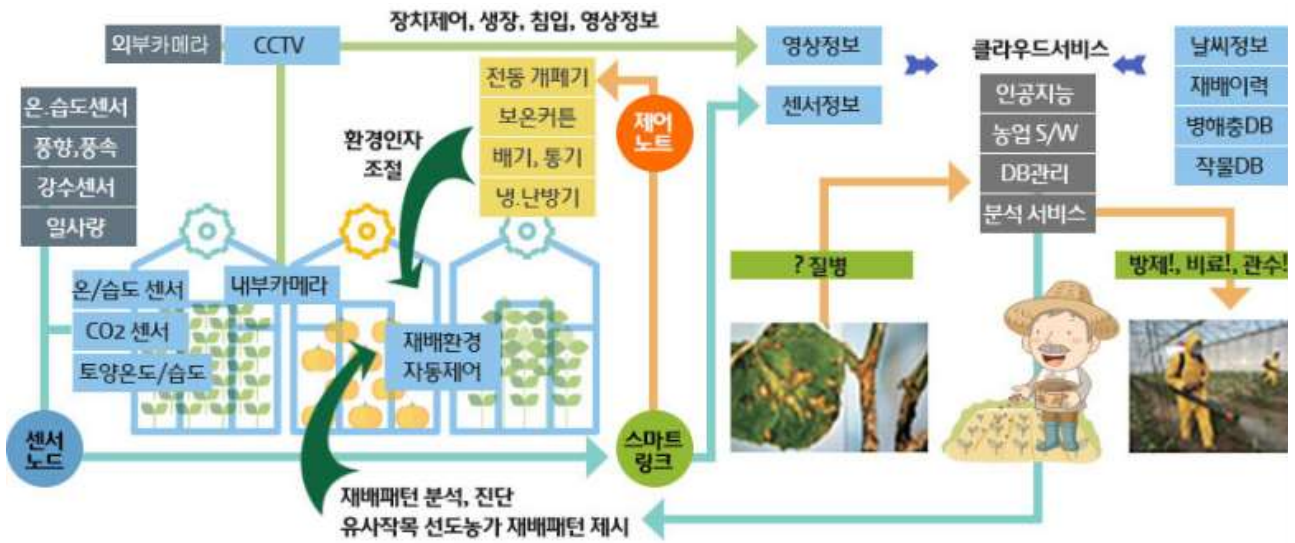 장치제어, 생장, 침입, 영상정보
외부카메라
CCTV
영상정보
센서정보
클라우드서비스
인공지능
농업 S/W
DB관리
분석 서비스
날씨정보
재배이력
병해충DB
작물DB
온.습도센서
풍향,풍속
강수센서
일사량
환경인자
조절
전동 개폐기
보온커튼
배기, 통기
냉.난방기
제어
노트
온/습도 센서
CO2 센서
토양온도/습도
내부카메라
재배환경
자동제어
? 질병
방제!, 비료!, 관수!
센서
노드
스마트
링크
재배패턴 분석, 진단
유사작목 선도농가 재배패턴 제시